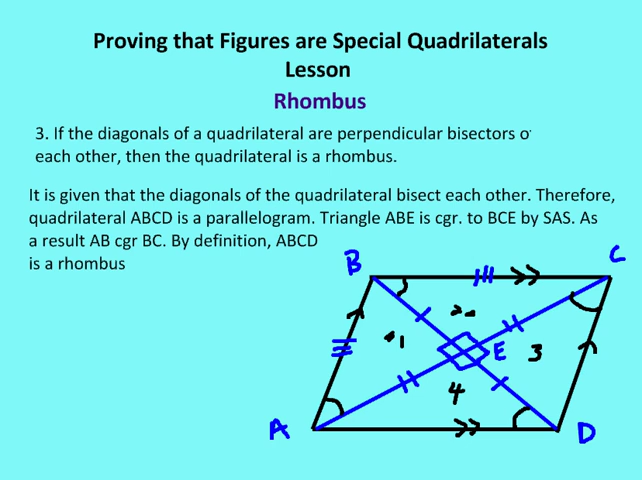 Proving that Figures are Special Quadrilaterals
Lesson
Rhombus
3. If the diagonals of a quadrilateral are perpendicular bisectors o
each other, then the quadrilateral is a rhombus.
It is given that the diagonals of the quadrilateral bisect each other. Therefore,
quadrilateral ABCD is a parallelogram. Triangle ABE is cgr. to BCE by SAS. As
a result AB cgr BC. By definition, ABCD
is a rhombus
B
C
2
1
E
3
4
A
D